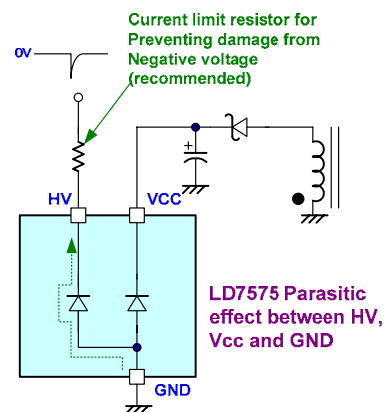 Current limit resistor for
Preventing damage from
Negative voltage
(recommended)
0V
+
HV
VCC
LD7575 Parasitic
effect between HV,
Vcc and GND
GND